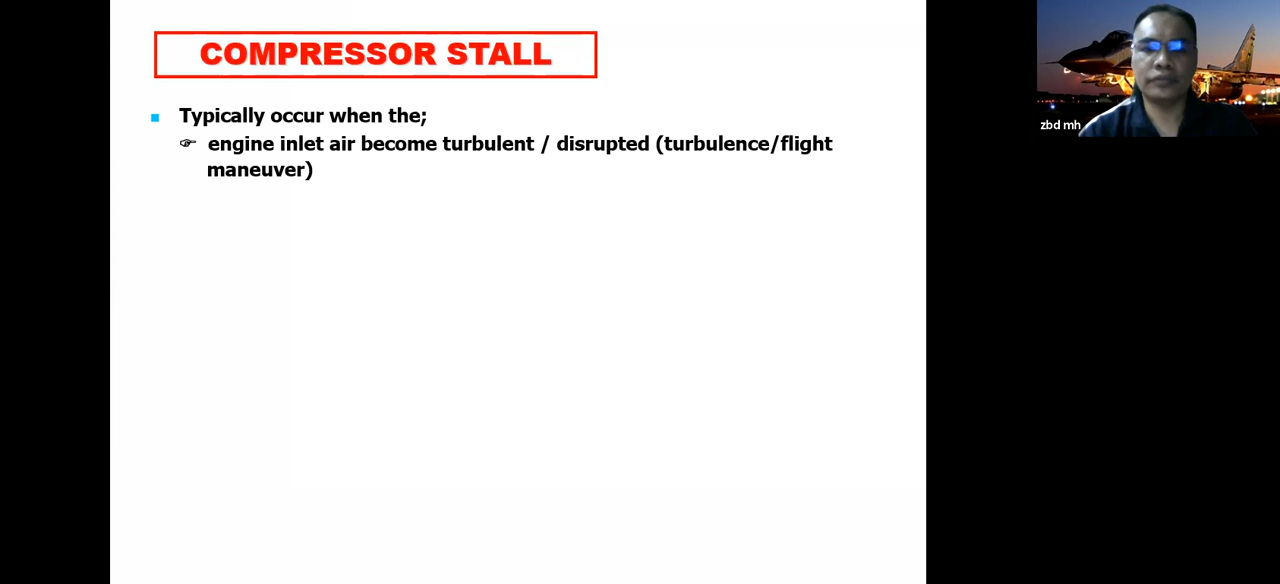 COMPRESSOR STALL
Typically occur when the;
engine inlet air become turbulent / disrupted (turbulence/flight
maneuver)
zbd mh